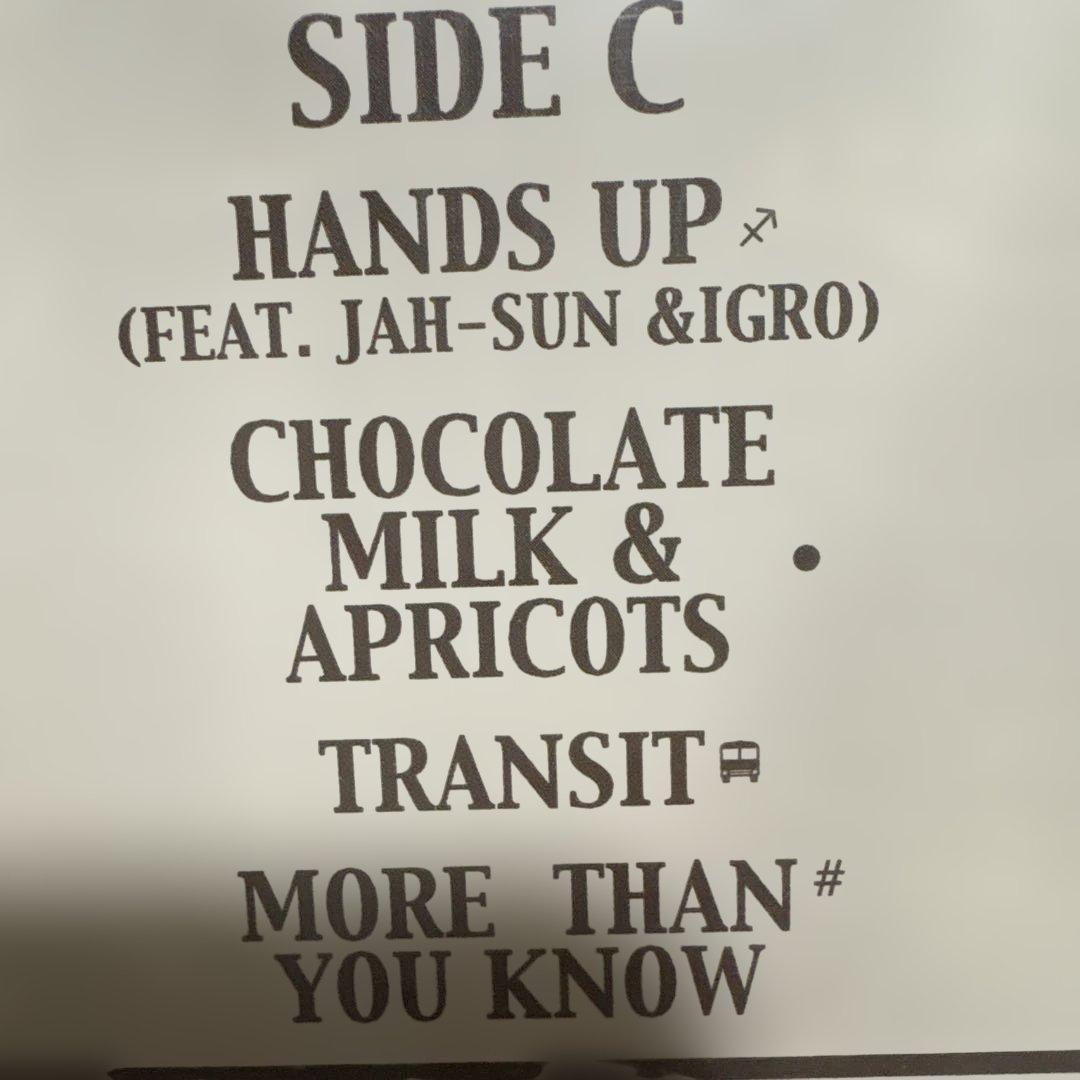 SIDE C
HANDS UP ♐
(FEAT. JAH-SUN &IGRO)
CHOCOLATE
MILK & ●
APRICOTS
TRANSIT
MORE THAN #
YOU KNOW